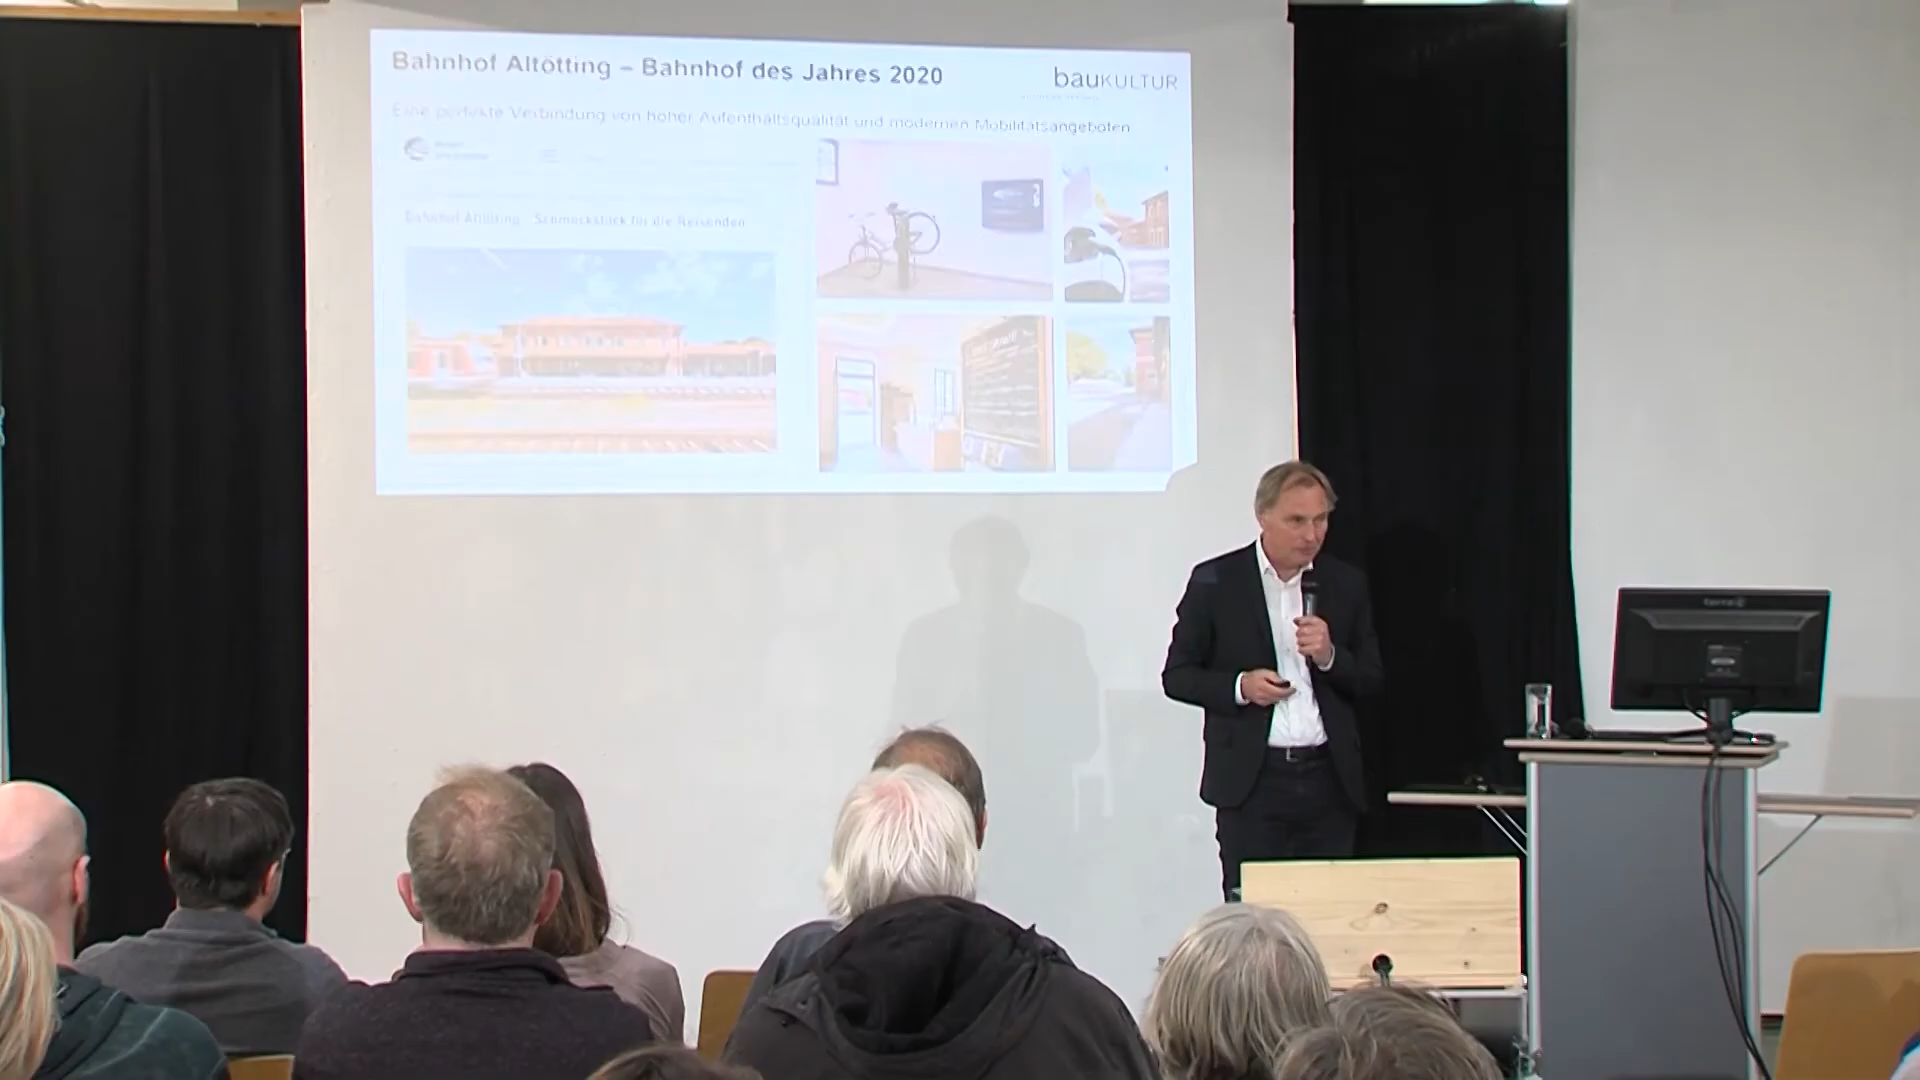 Bahnhof Altötting – Bahnhof des Jahres 2020
bauKULTUR
Eine perfekte Verbindung von hoher Aufenthaltsqualität und modernen Mobilitätsangeboten
Bahnhof Altötting - Schmuckstück für die Reisenden
terra